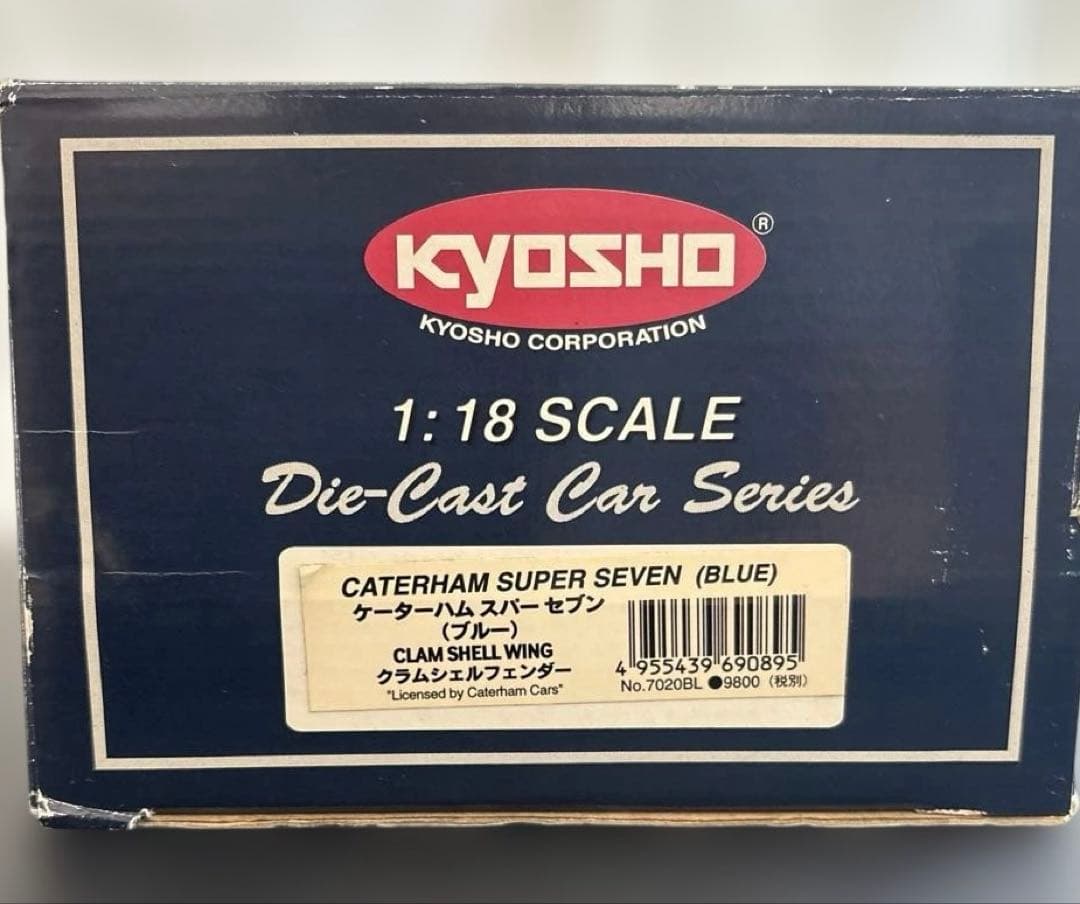 KYOSHO ®
KYOSHO CORPORATION
1:18 SCALE
Die-Cast Car Series
CATERHAM SUPER SEVEN (BLUE)
ケーターハム スパー セブン
(ブルー)
CLAM SHELL WING
クラムシェルフェンダー
"Licensed by Caterham Cars"
4 955439 690895
No.7020BL ●9800 (税別)